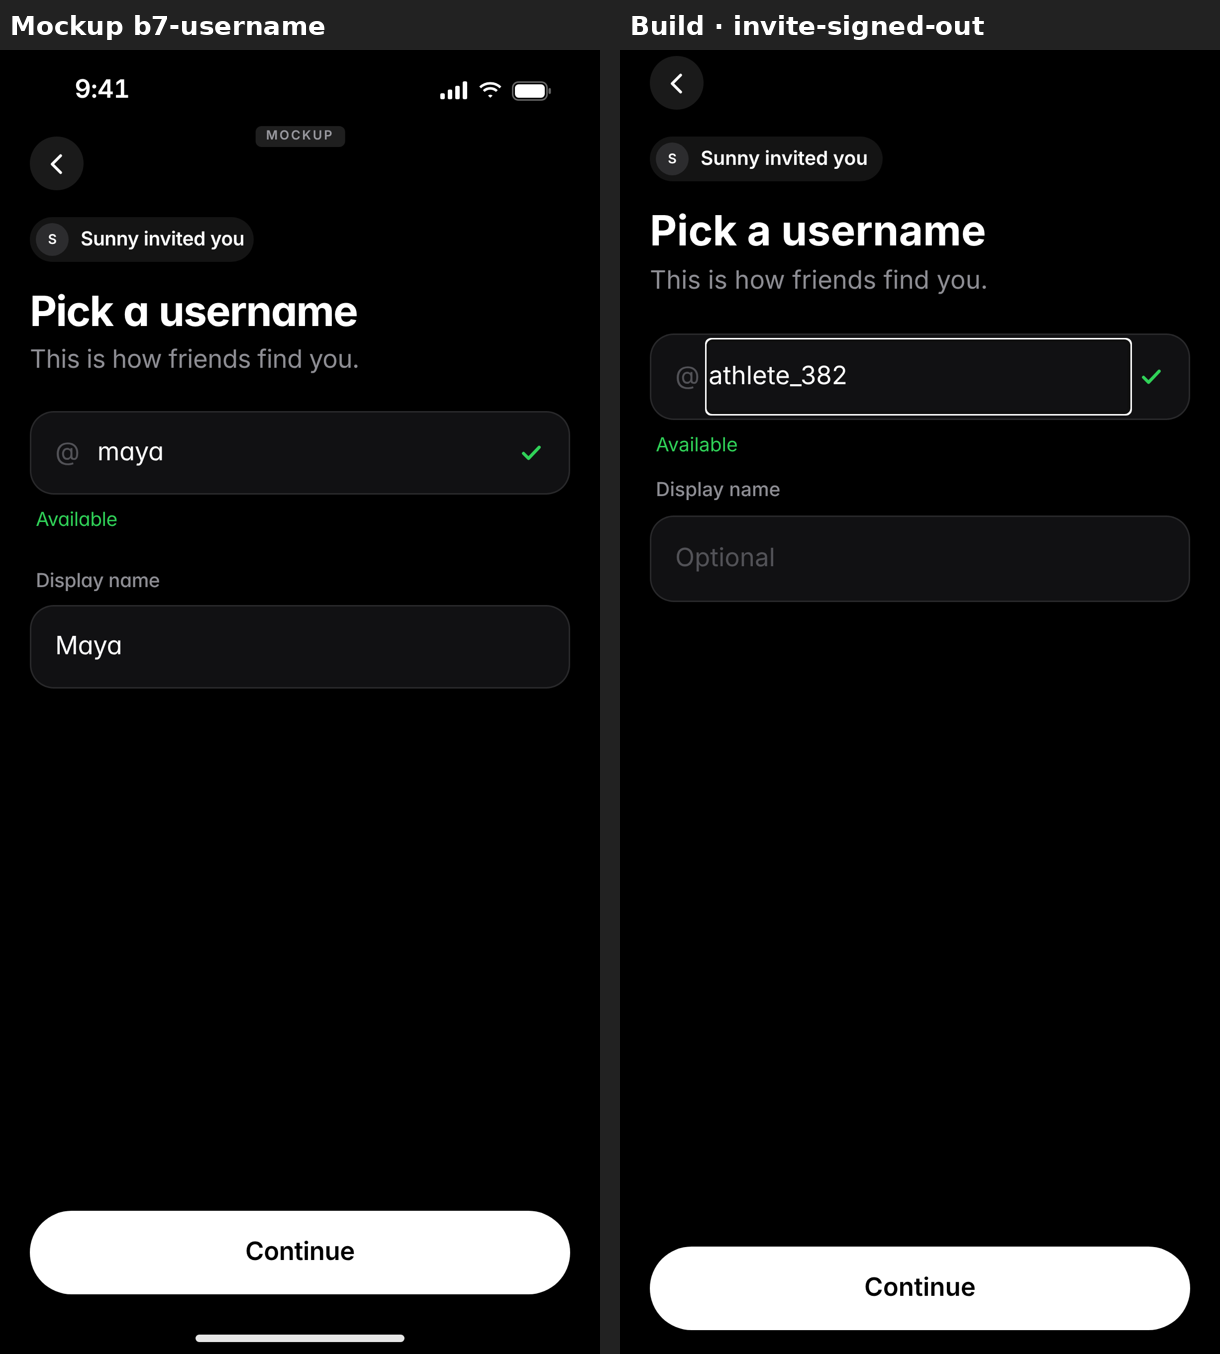 Mockup b7-username
9:41
MOCKUP
S Sunny invited you
Pick a username
This is how friends find you.
@ maya
Available
Display name
Maya
Continue
Build · invite-signed-out
S Sunny invited you
Pick a username
This is how friends find you.
@ athlete_382
Available
Display name
Optional
Continue